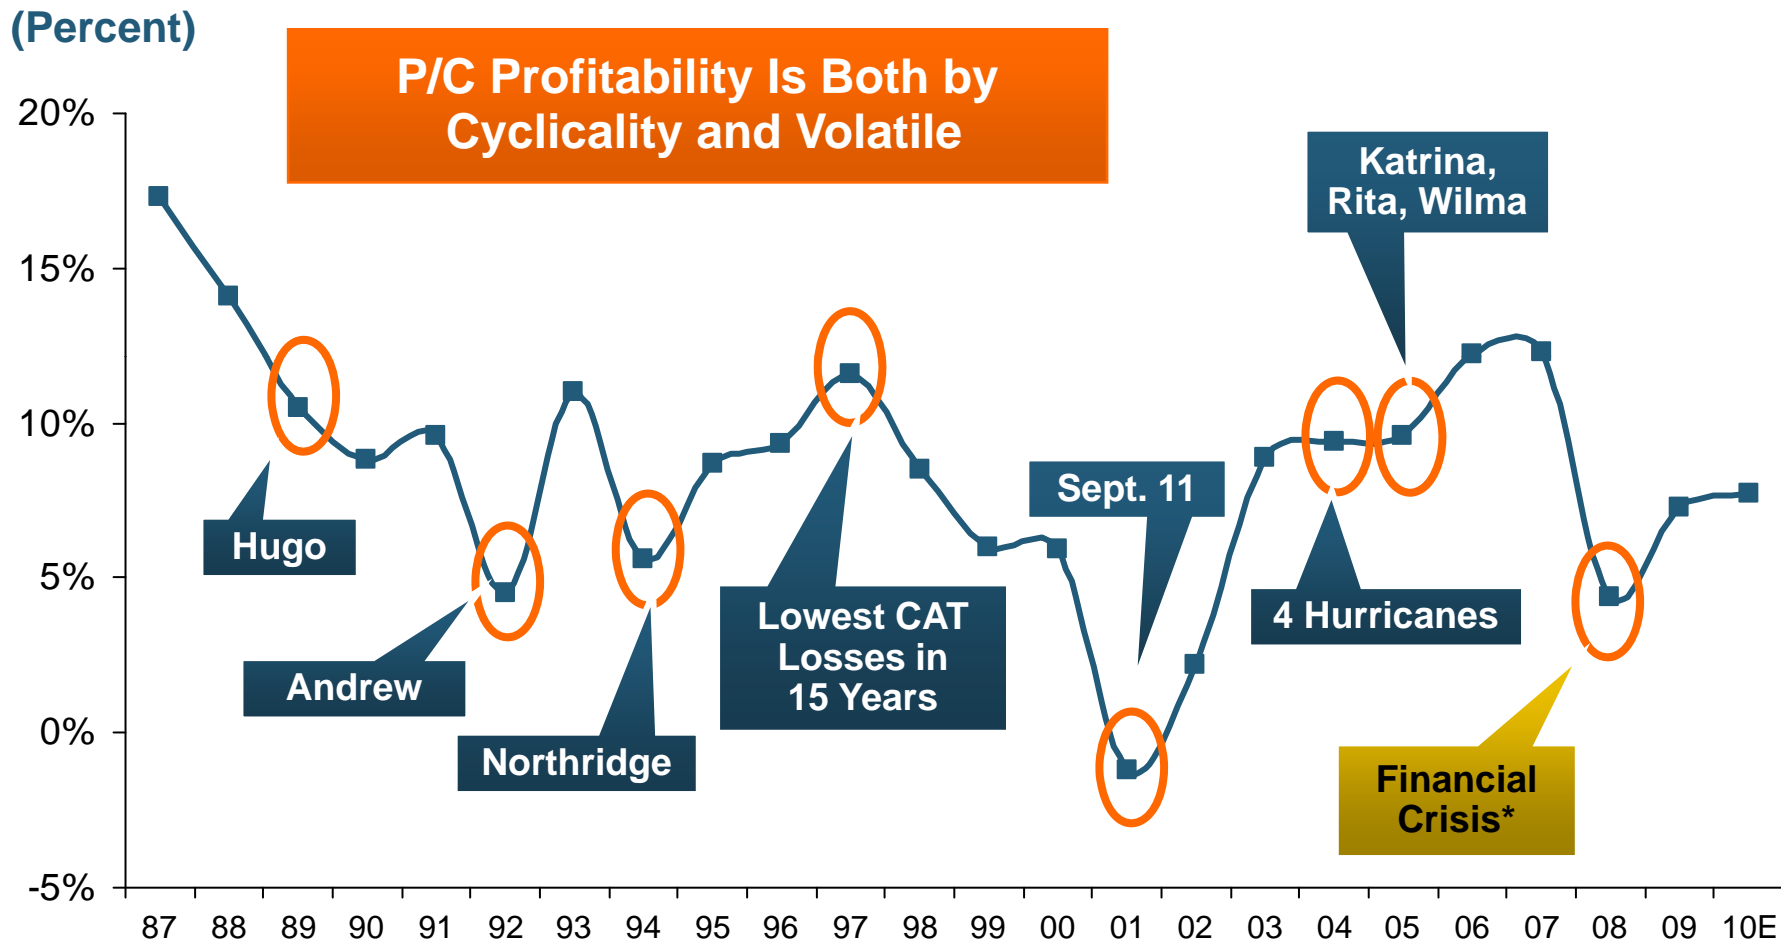 (Percent)
P/C Profitability Is Both by
Cyclicality and Volatile
20%
15%
10%
5%
0%
-5%
Katrina,
Rita, Wilma
Sept. 11
Hugo
Lowest CAT
Losses in
15 Years
4 Hurricanes
Andrew
Northridge
Financial
Crisis*
87 88 89 90 91 92 93 94 95 96 97 98 99 00 01 02 03 04 05 06 07 08 09 10E